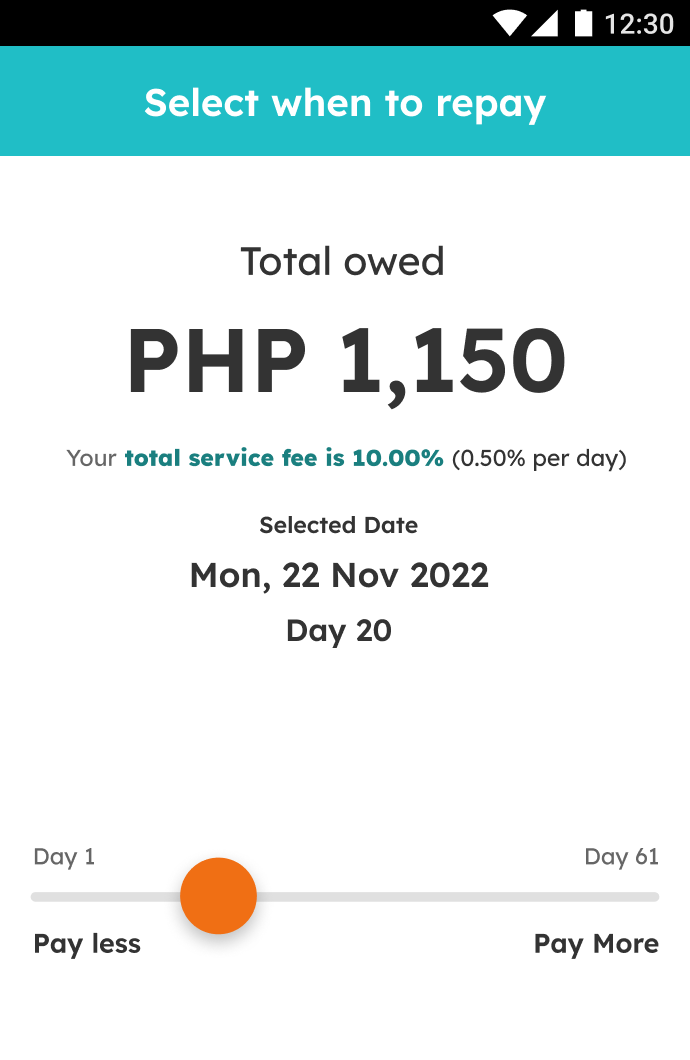 12:30
Select when to repay
Total owed
PHP 1,150
Your total service fee is 10.00% (0.50% per day)
Selected Date
Mon, 22 Nov 2022
Day 20
Day 1 Day 61
Pay less Pay More